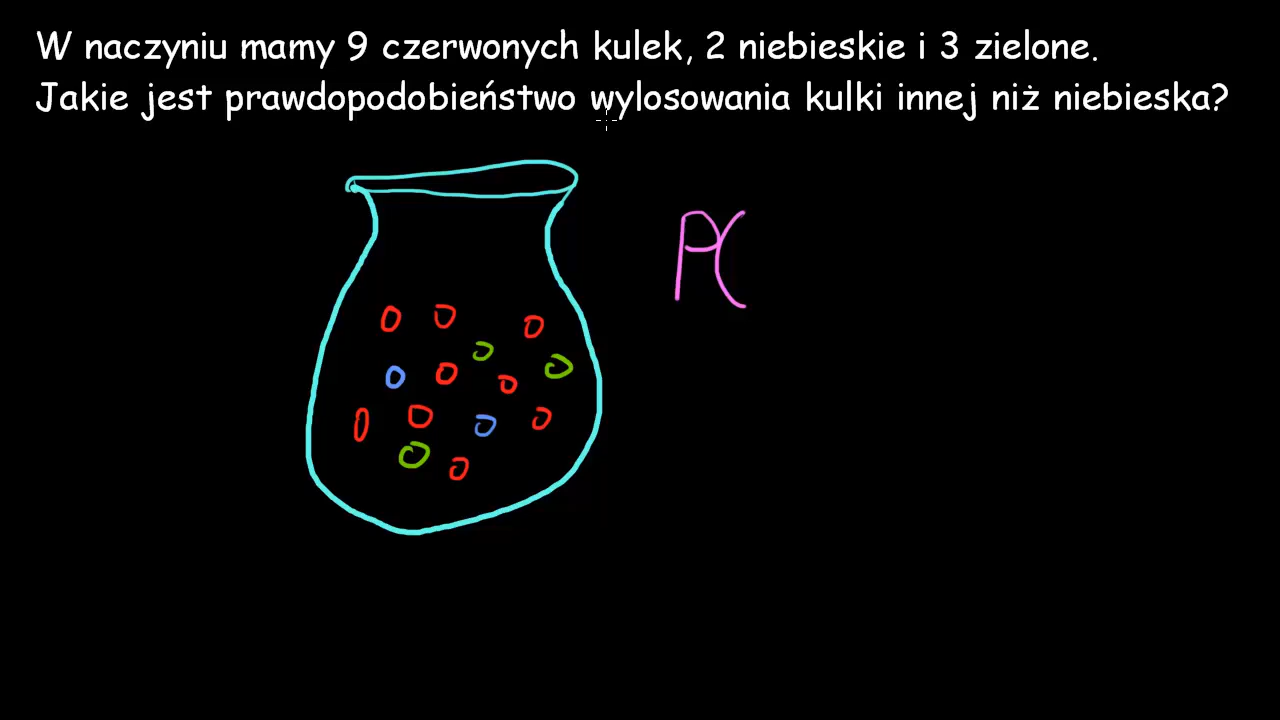 W naczyniu mamy 9 czerwonych kulek, 2 niebieskie i 3 zielone.
Jakie jest prawdopodobieństwo wylosowania kulki innej niż niebieska?
P(